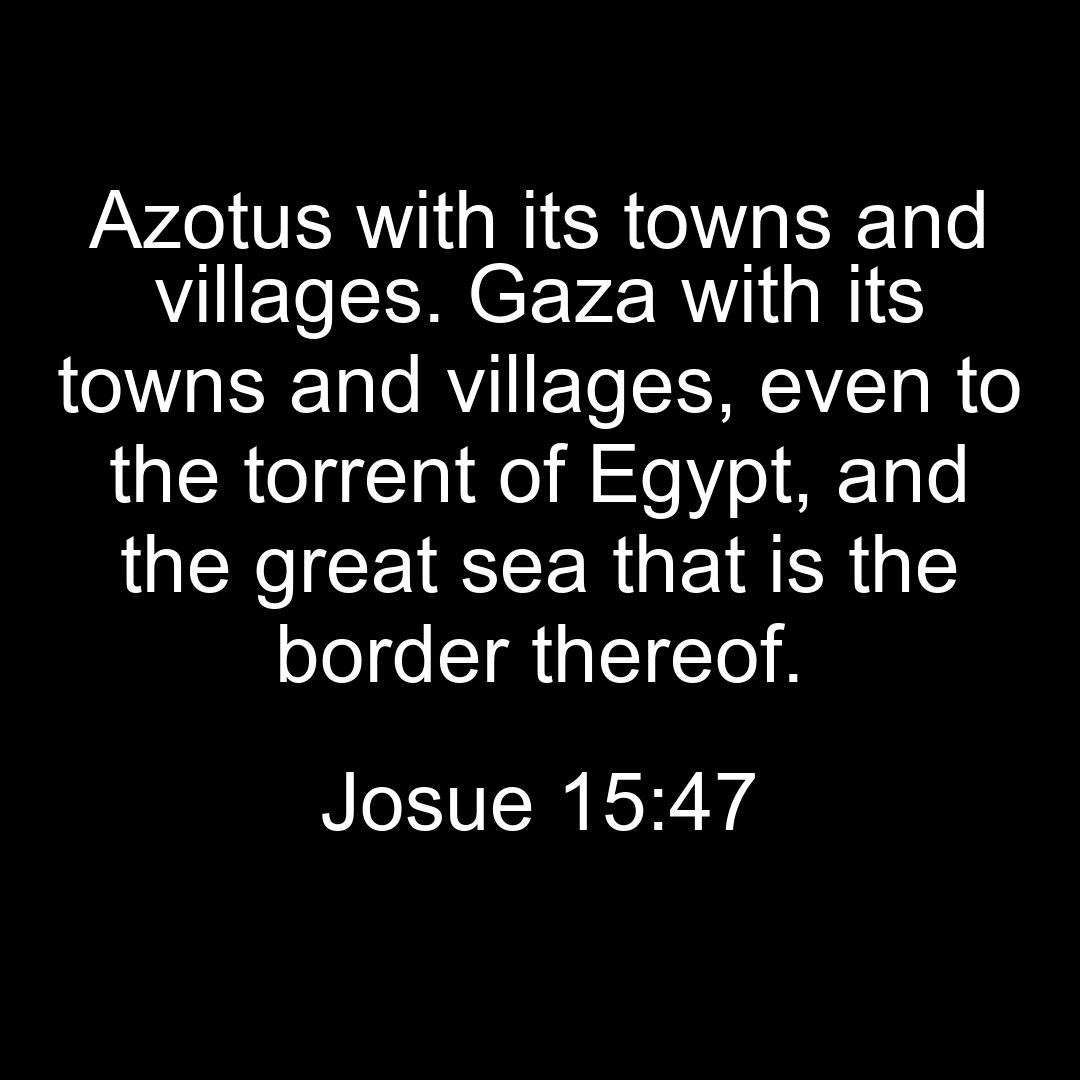 Azotus with its towns and
villages. Gaza with its
towns and villages, even to
the torrent of Egypt, and
the great sea that is the
border thereof.
Josue 15:47